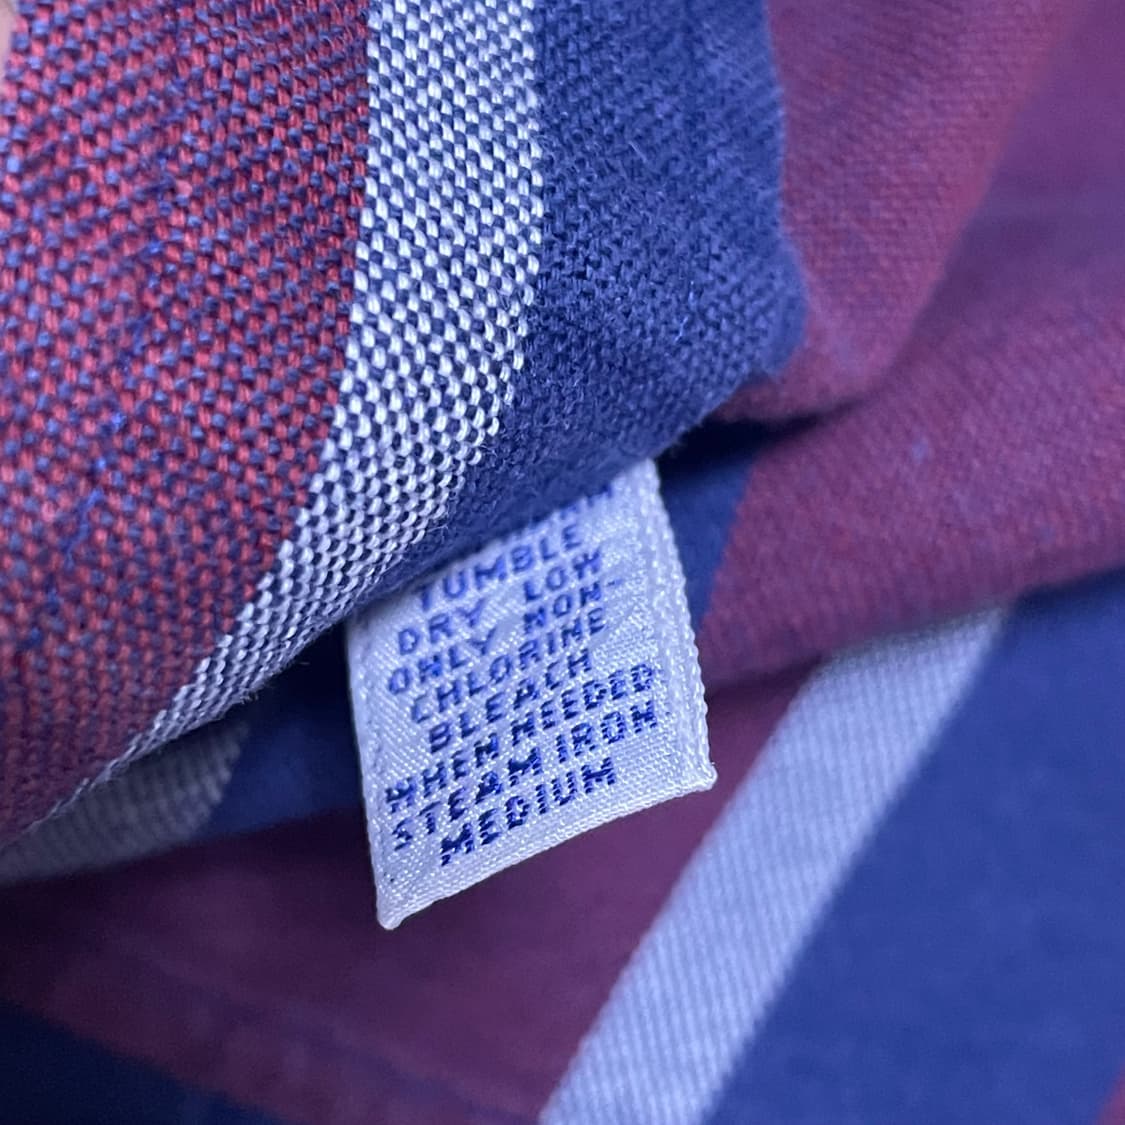 TUMBLE
DRY LOW
ONLY NON
CHLORINE
BLEACH
WHEN NEEDED
STEAM IRON
MEDIUM